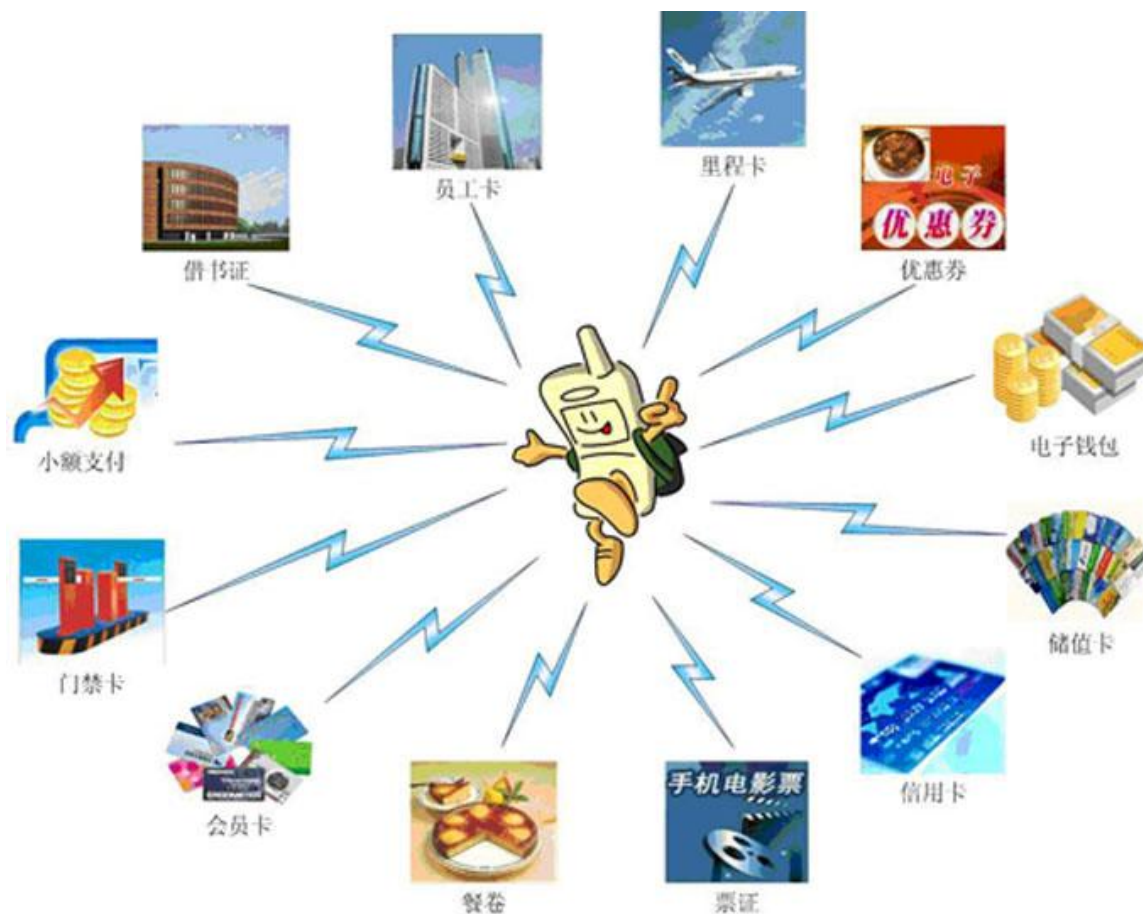 员工卡
里程卡
电子
优惠券
优惠券
借书证
小额支付
电子钱包
门禁卡
储值卡
会员卡
信用卡
手机电影票
餐卷
票证